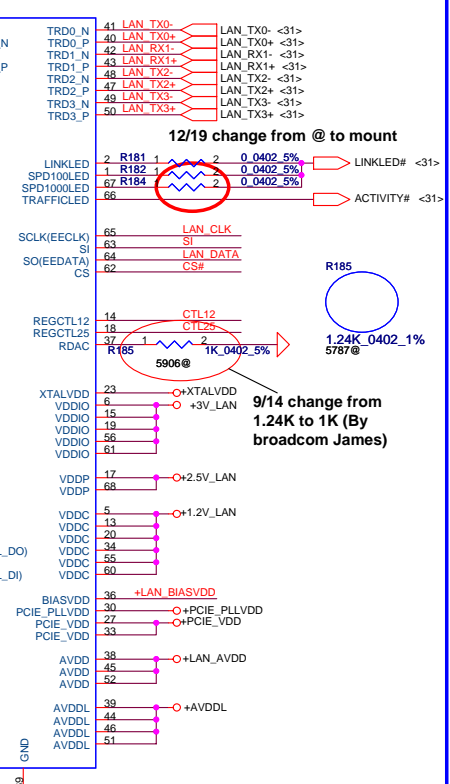 TRD0_N 41 LAN_TX0- LAN_TX0- <31>
_N TRD0_P 40 LAN_TX0+ LAN_TX0+ <31>
TRD1_N 42 LAN_RX1- LAN_RX1- <31>
_P TRD1_P 43 LAN_RX1+ LAN_RX1+ <31>
TRD2_N 48 LAN_TX2- LAN_TX2- <31>
TRD2_P 47 LAN_TX2+ LAN_TX2+ <31>
TRD3_N 49 LAN_TX3- LAN_TX3- <31>
TRD3_P 50 LAN_TX3+ LAN_TX3+ <31>
12/19 change from @ to mount
LINKLED 2 R181 1 2 0_0402_5% LINKLED# <31>
SPD100LED 1 R182 1 2 0_0402_5%
SPD1000LED 67 R184 1 2 0_0402_5%
TRAFFICLED 66 ACTIVITY# <31>
SCLK(EECLK) 65 LAN_CLK
SI 63 SI
SO(EEDATA) 64 LAN_DATA
CS 62 CS#
R185
1.24K_0402_1%
5787@
REGCTL12 14 CTL12
REGCTL25 18 CTL25
RDAC 37 R185 1 2 1K_0402_5%
5906@
9/14 change from
1.24K to 1K (By
broadcom James)
XTALVDD 23 +XTALVDD
VDDIO 6 +3V_LAN
VDDIO 15
VDDIO 19
VDDIO 56
VDDIO 61
VDDP 17 +2.5V_LAN
VDDP 68
VDDC 5 +1.2V_LAN
VDDC 13
VDDC 20
_DO) VDDC 34
VDDC 55
_DI) VDDC 60
BIASVDD 36 +LAN_BIASVDD
PCIE_PLLVDD 30 +PCIE_PLLVDD
PCIE_VDD 27 +PCIE_VDD
PCIE_VDD 33
AVDD 38 +LAN_AVDD
AVDD 45
AVDD 52
AVDDL 39 +AVDDL
AVDDL 44
AVDDL 46
AVDDL 51
GND
9